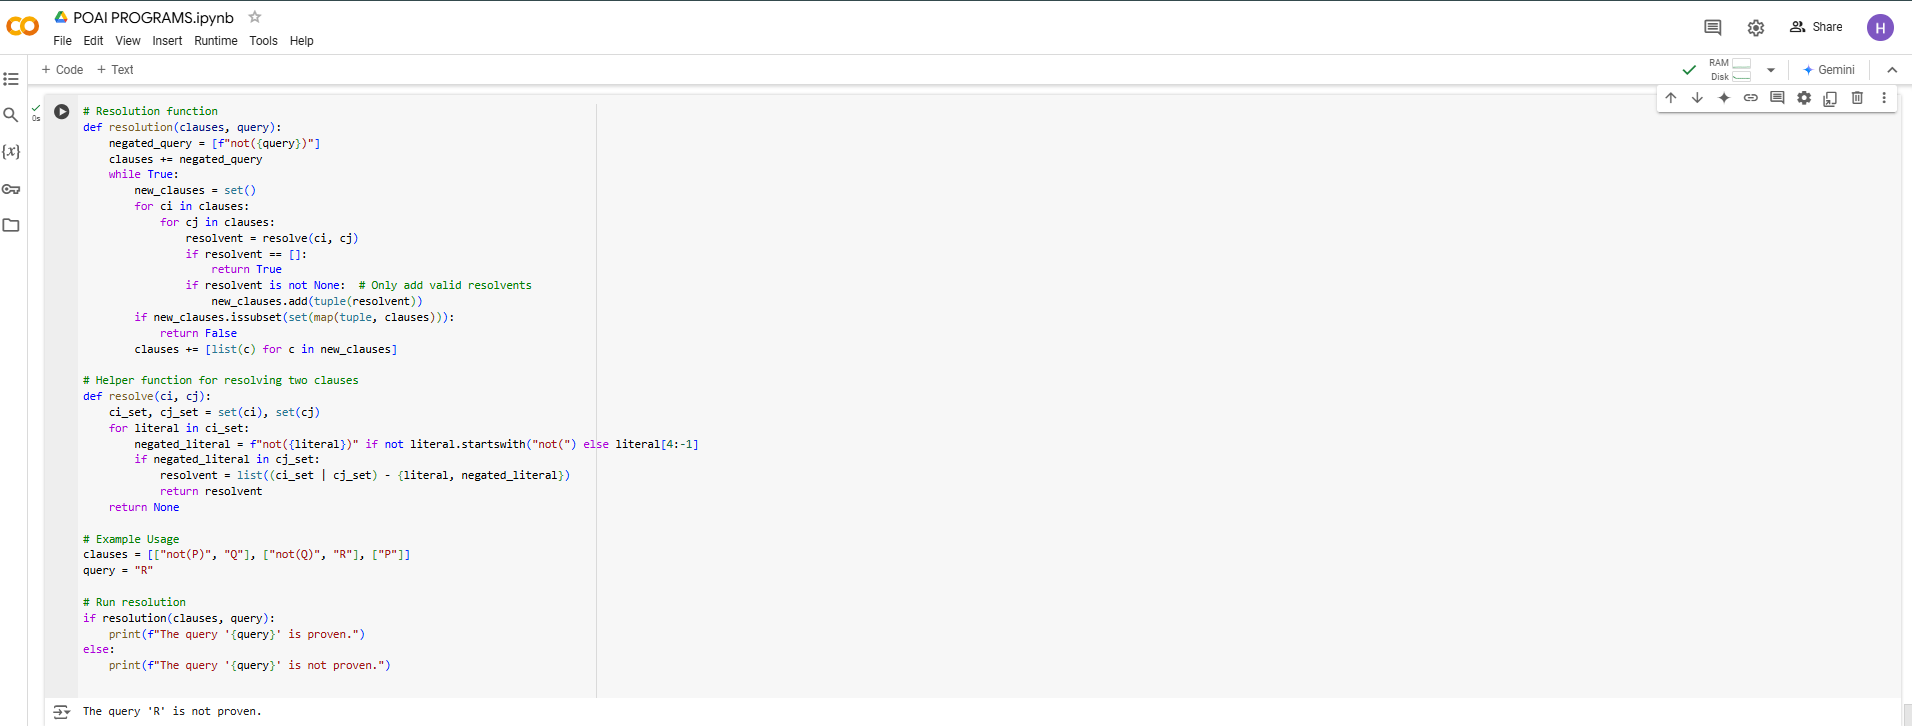 POAI PROGRAMS.ipynb
File Edit View Insert Runtime Tools Help
Share
H
+ Code + Text
RAM
Disk
Gemini
{x}
0s
# Resolution function
def resolution(clauses, query):
    negated_query = [f"not({query})"]
    clauses += negated_query
    while True:
        new_clauses = set()
        for ci in clauses:
            for cj in clauses:
                resolvent = resolve(ci, cj)
                if resolvent == []:
                    return True
                if resolvent is not None:  # Only add valid resolvents
                    new_clauses.add(tuple(resolvent))
        if new_clauses.issubset(set(map(tuple, clauses))):
            return False
        clauses += [list(c) for c in new_clauses]

# Helper function for resolving two clauses
def resolve(ci, cj):
    ci_set, cj_set = set(ci), set(cj)
    for literal in ci_set:
        negated_literal = f"not({literal})" if not literal.startswith("not(") else literal[4:-1]
        if negated_literal in cj_set:
            resolvent = list((ci_set | cj_set) - {literal, negated_literal})
            return resolvent
    return None

# Example Usage
clauses = [["not(P)", "Q"], ["not(Q)", "R"], ["P"]]
query = "R"

# Run resolution
if resolution(clauses, query):
    print(f"The query '{query}' is proven.")
else:
    print(f"The query '{query}' is not proven.")

The query 'R' is not proven.